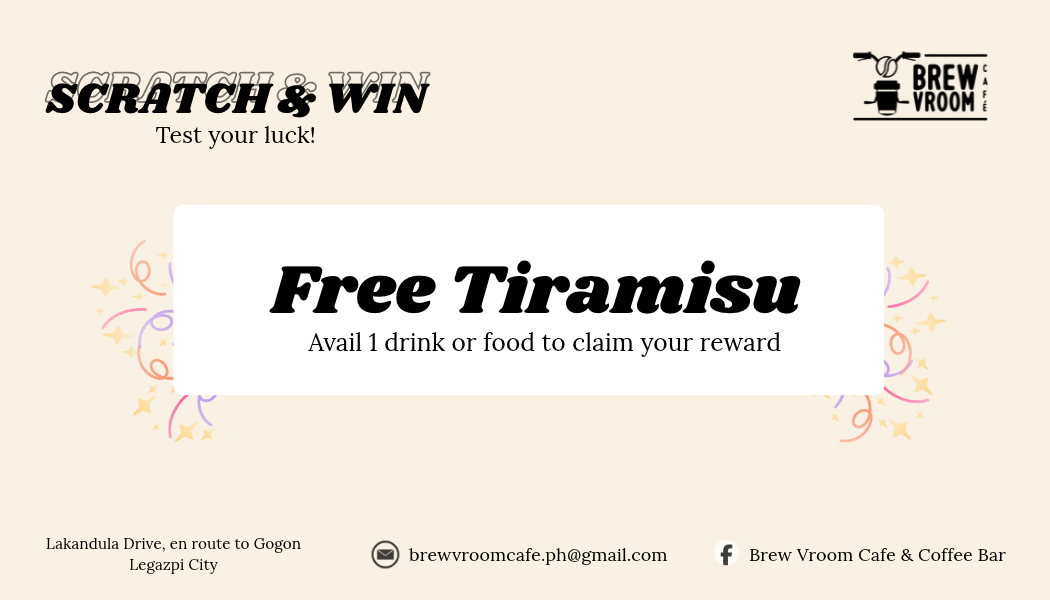 SCRATCH & WIN
Test your luck!
BREW
VROOM
CAFÉ
Free Tiramisu
Avail 1 drink or food to claim your reward
Lakandula Drive, en route to Gogon
Legazpi City
brewvroomcafe.ph@gmail.com
Brew Vroom Cafe & Coffee Bar